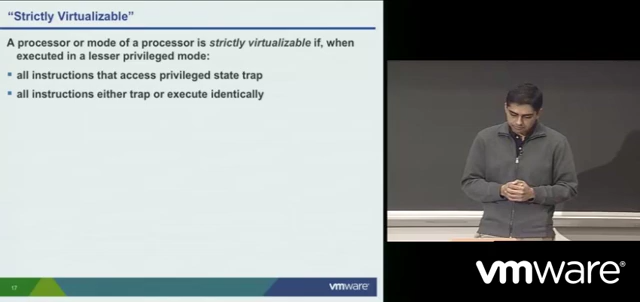 "Strictly Virtualizable"
A processor or mode of a processor is strictly virtualizable if, when
executed in a lesser privileged mode:
▪ all instructions that access privileged state trap
▪ all instructions either trap or execute identically
17
vmware®
vmware®